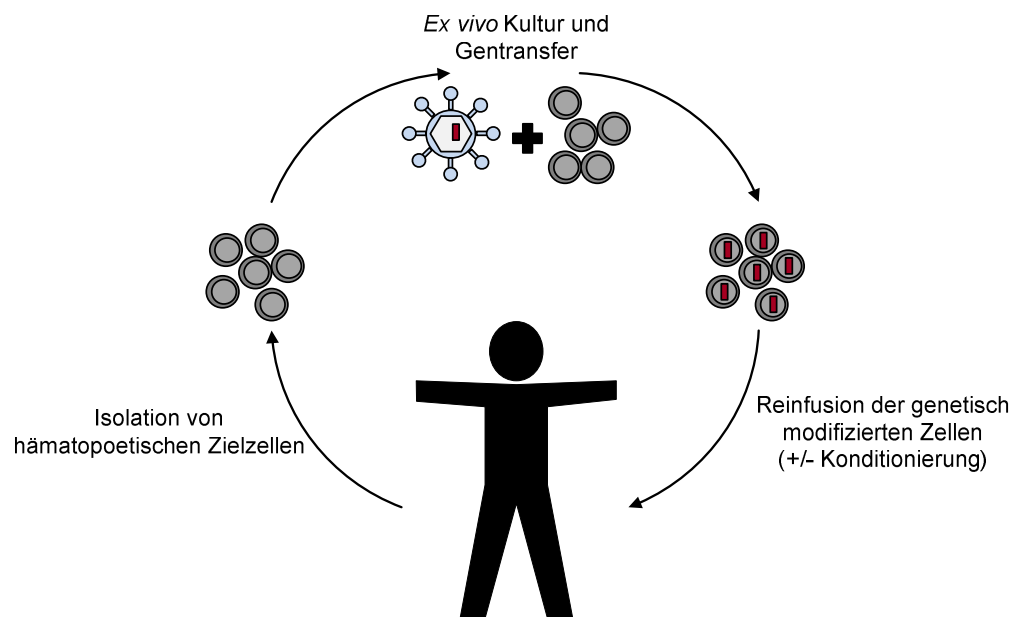 Ex vivo Kultur und
Gentransfer
Isolation von
hämatopoetischen Zielzellen
Reinfusion der genetisch
modifizierten Zellen
(+/- Konditionierung)